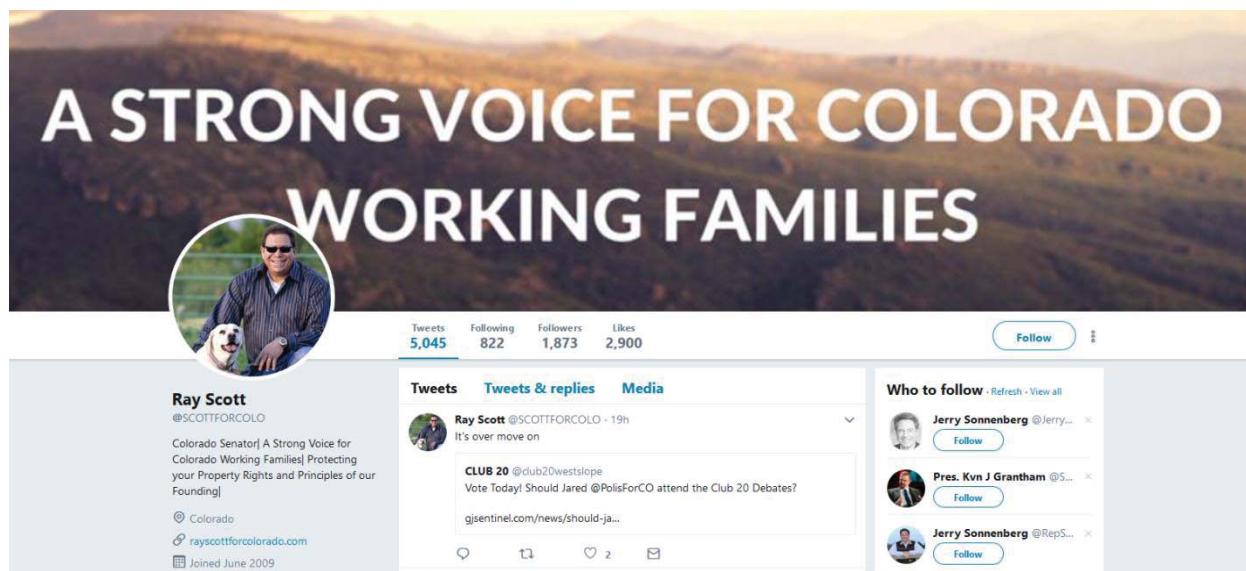 A STRONG VOICE FOR COLORADO
WORKING FAMILIES
Tweets
5,045
Following
822
Followers
1,873
Likes
2,900
Follow
Ray Scott
@SCOTTFORCOLO
Colorado Senator| A Strong Voice for
Colorado Working Families| Protecting
your Property Rights and Principles of our
Founding|
Colorado
rayscottforcolorado.com
Joined June 2009
Tweets Tweets & replies Media
Ray Scott @SCOTTFORCOLO · 19h
It's over move on
CLUB 20 @club20westslope
Vote Today! Should Jared @PolisForCO attend the Club 20 Debates?
gjsentinel.com/news/should-ja...
2
Who to follow · Refresh · View all
Jerry Sonnenberg @Jerry...
Follow
Pres. Kvn J Grantham @S...
Follow
Jerry Sonnenberg @RepS...
Follow